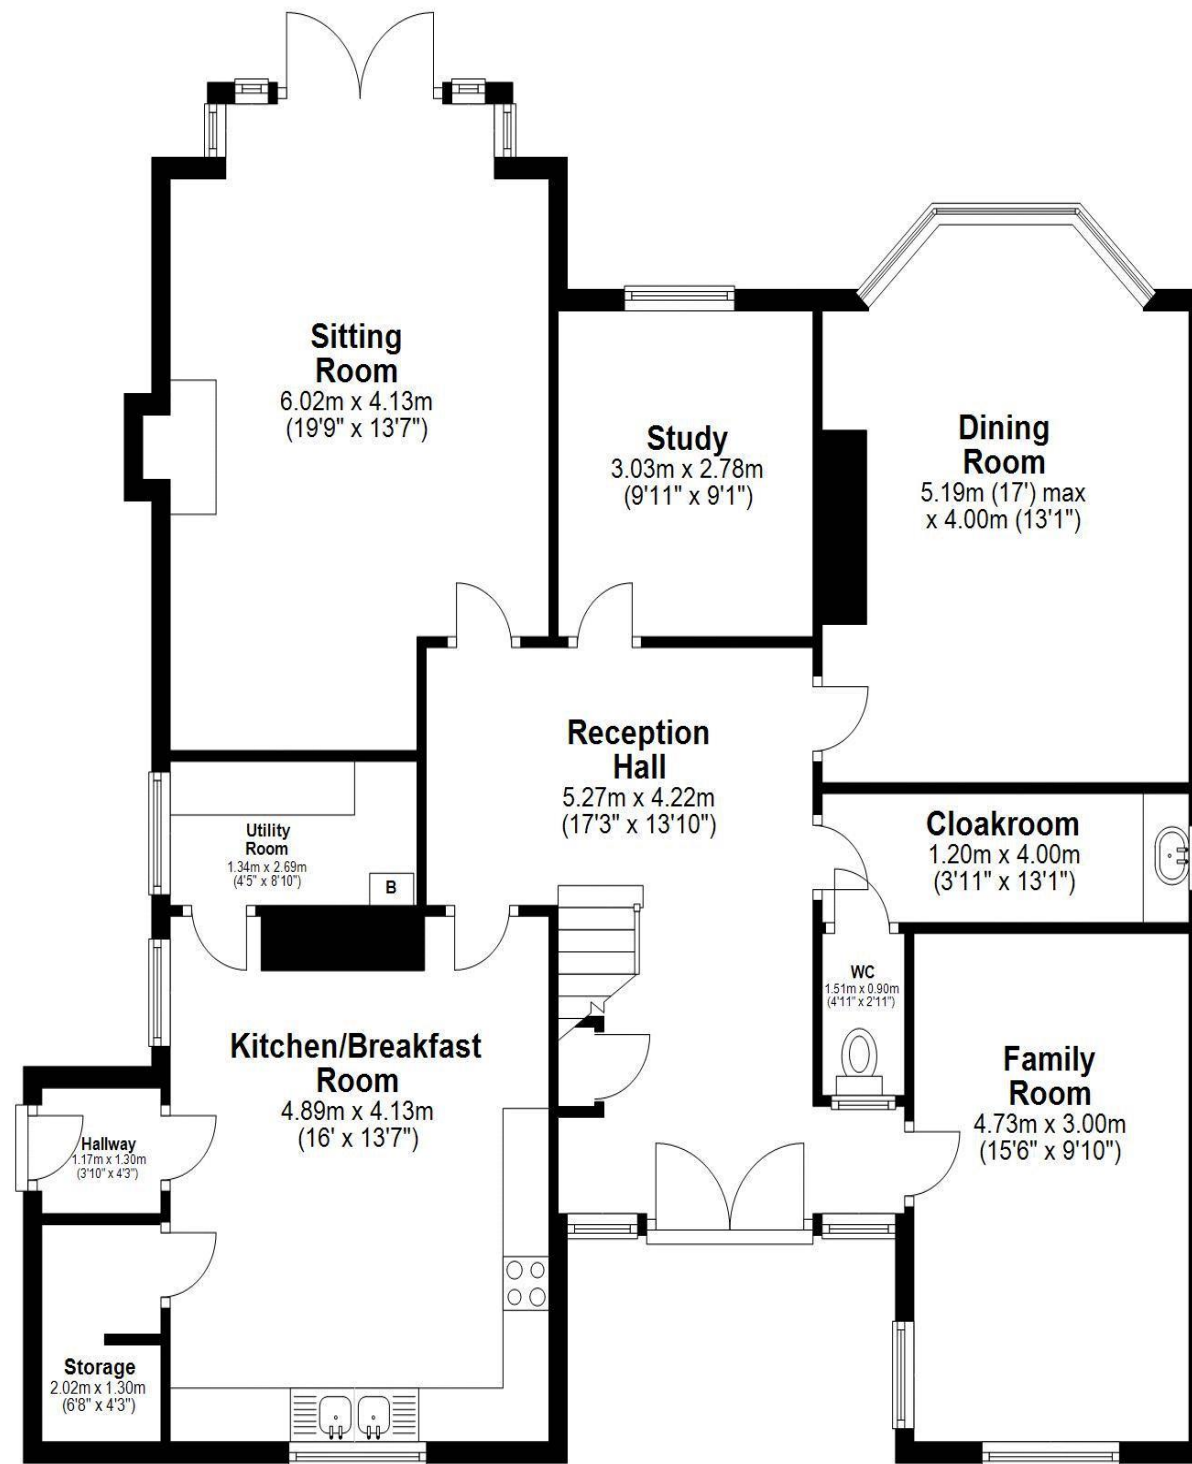 Sitting
Room
6.02m x 4.13m
(19'9" x 13'7")
Study
3.03m x 2.78m
(9'11" x 9'1")
Dining
Room
5.19m (17') max
x 4.00m (13'1")
Reception
Hall
5.27m x 4.22m
(17'3" x 13'10")
Utility
Room
1.34m x 2.69m
(4'5" x 8'10")
B
Cloakroom
1.20m x 4.00m
(3'11" x 13'1")
WC
1.51m x 0.90m
(4'11" x 2'11")
Kitchen/Breakfast
Room
4.89m x 4.13m
(16' x 13'7")
Family
Room
4.73m x 3.00m
(15'6" x 9'10")
Hallway
1.17m x 1.30m
(3'10" x 4'3")
Storage
2.02m x 1.30m
(6'8" x 4'3")